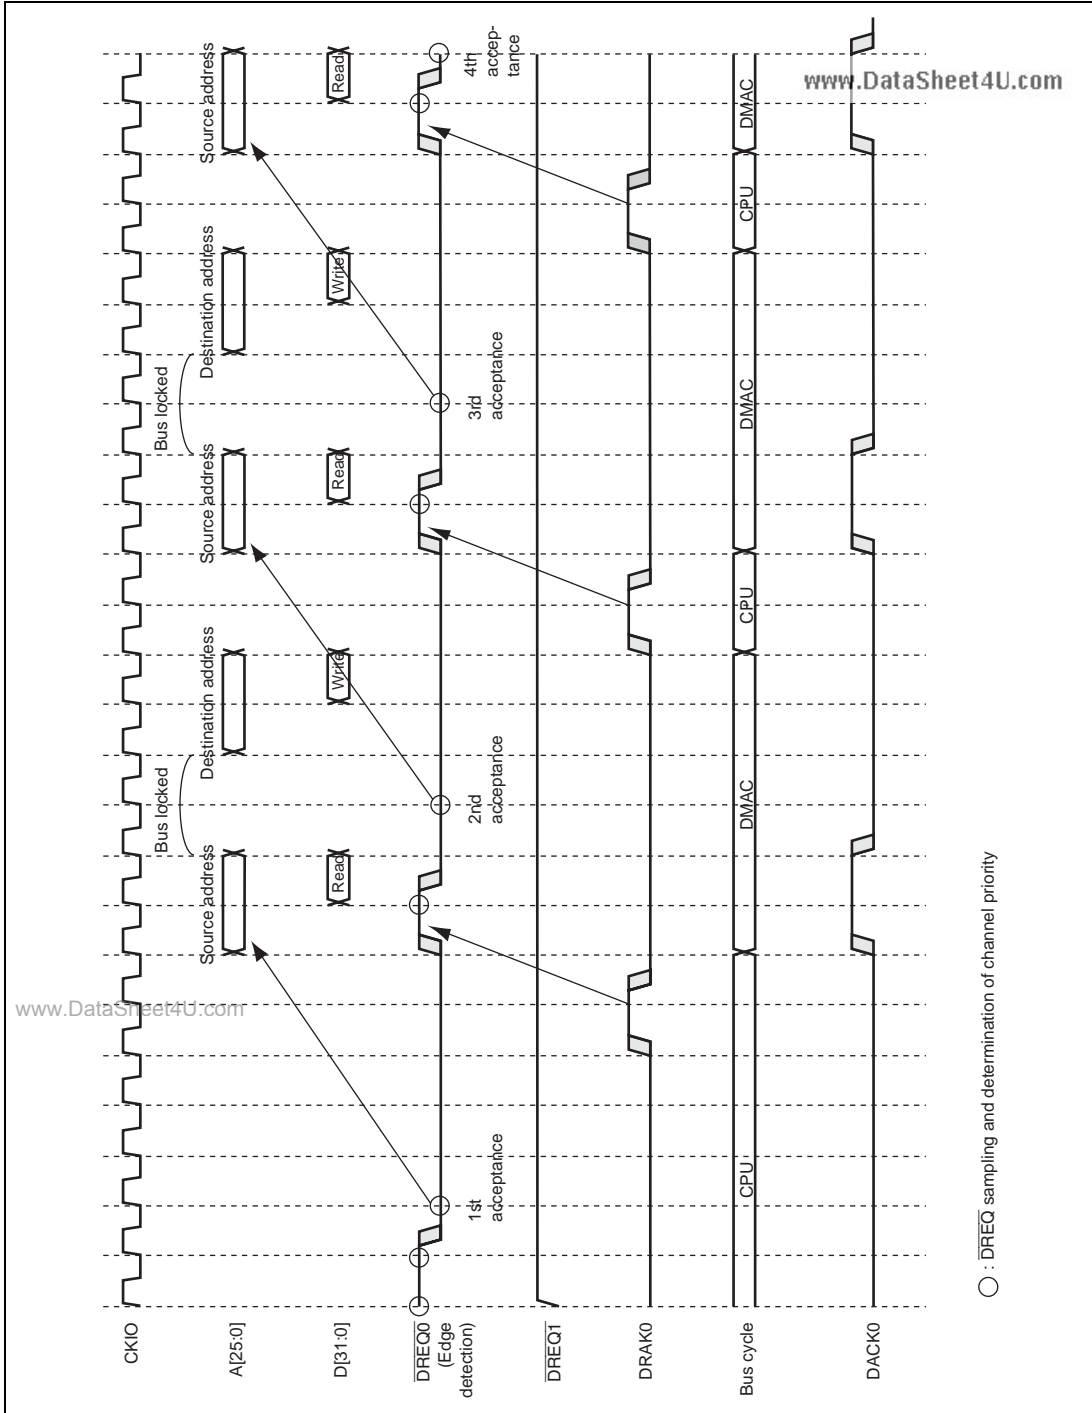 CKIO
A[25:0]
Source address
Bus locked
Destination address
Source address
Bus locked
Destination address
Source address
D[31:0]
Read
Write
Read
Write
Read
DREQ0
(Edge
detection)
1st
acceptance
2nd
acceptance
3rd
acceptance
4th
accep-
tance
DREQ1
DRAK0
Bus cycle
CPU
DMAC
CPU
DMAC
CPU
DMAC
DACK0
○ : DREQ sampling and determination of channel priority
www.DataSheet4U.com
www.DataSheet4U.com